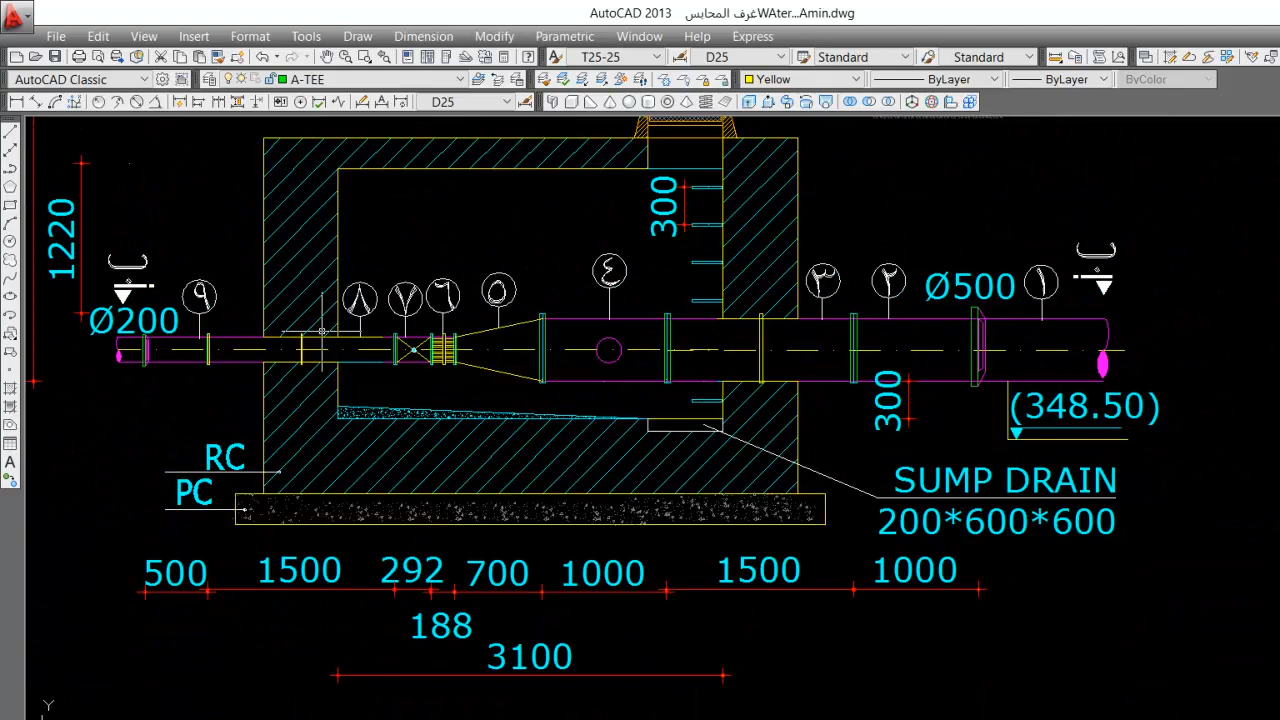 AutoCAD 2013 غرف المحابسWAter...Amin.dwg
File Edit View Insert Format Tools Draw Dimension Modify Parametric Window Help Express
T25-25 D25 Standard Standard
AutoCAD Classic A-TEE Yellow ByLayer ByLayer ByColor
D25
1220
300
ب
ب
Ø200
٩
٨
٧
٦
٥
٤
٣
٢
Ø500
١
300
(348.50)
RC
PC
SUMP DRAIN
200*600*600
500 1500 292 700 1000 1500 1000
188
3100
Y